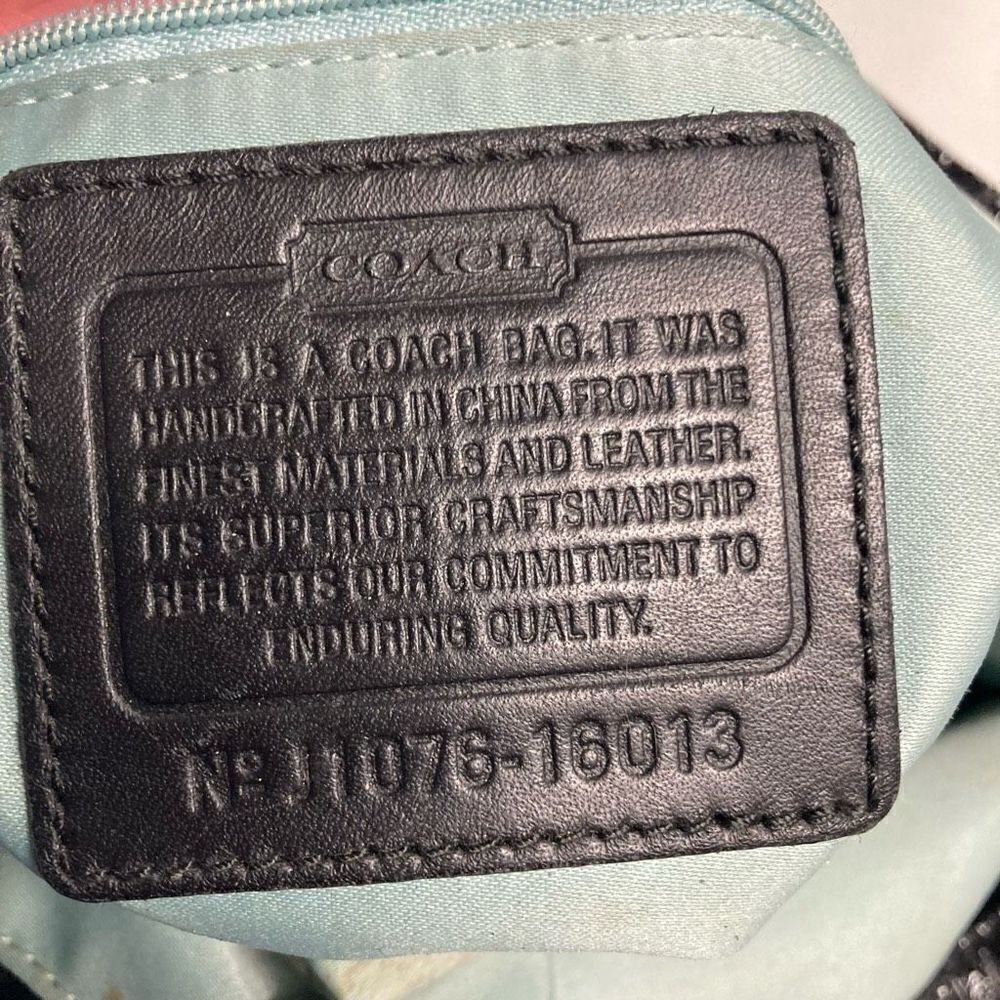 COACH
THIS IS A COACH BAG. IT WAS
HANDCRAFTED IN CHINA FROM THE
FINEST MATERIALS AND LEATHER.
ITS SUPERIOR CRAFTSMANSHIP
REFLECTS OUR COMMITMENT TO
ENDURING QUALITY.
Nº J1076-16013